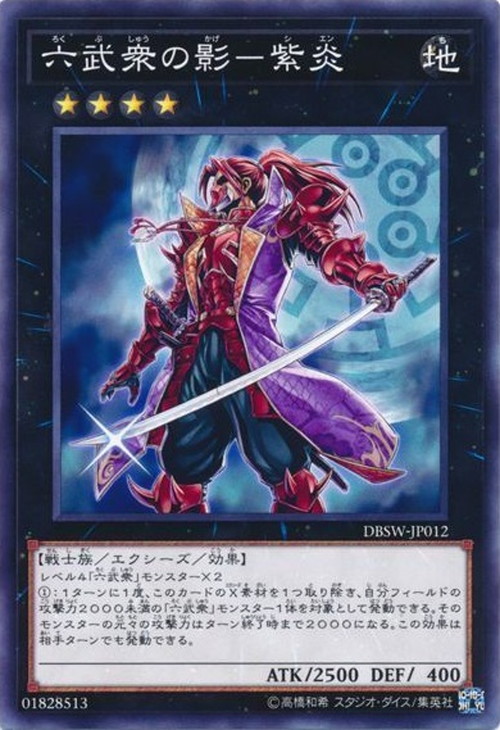 六武衆の影－紫炎
地
DBSW-JP012
【戦士族／エクシーズ／効果】
レベル4「六武衆」モンスター×2
①：1ターンに1度、このカードのX素材を1つ取り除き、自分フィールドの
攻撃力2000未満の「六武衆」モンスター1体を対象として発動できる。その
モンスターの元々の攻撃力はターン終了時まで2000になる。この効果は
相手ターンでも発動できる。
ATK/2500 DEF/ 400
01828513
©高橋和希 スタジオ・ダイス/集英社